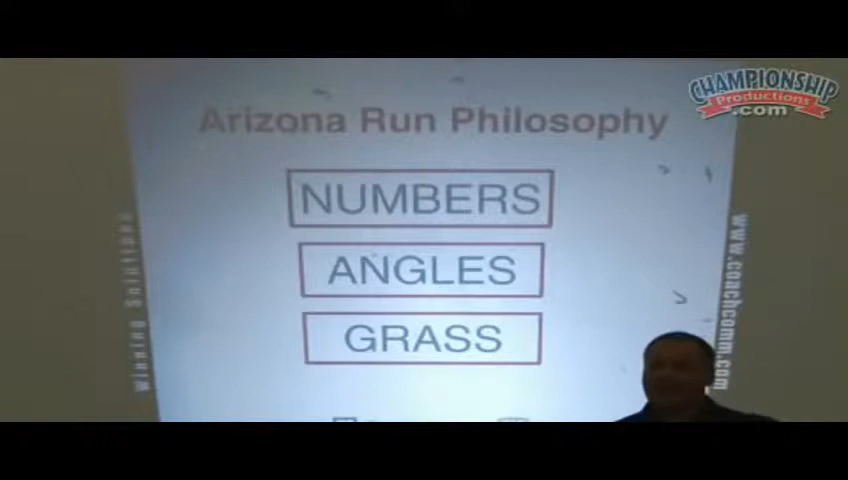 CHAMPIONSHIP
Productions
.com
Arizona Run Philosophy
NUMBERS
ANGLES
GRASS
Winning Solutions
www.coachcomm.com